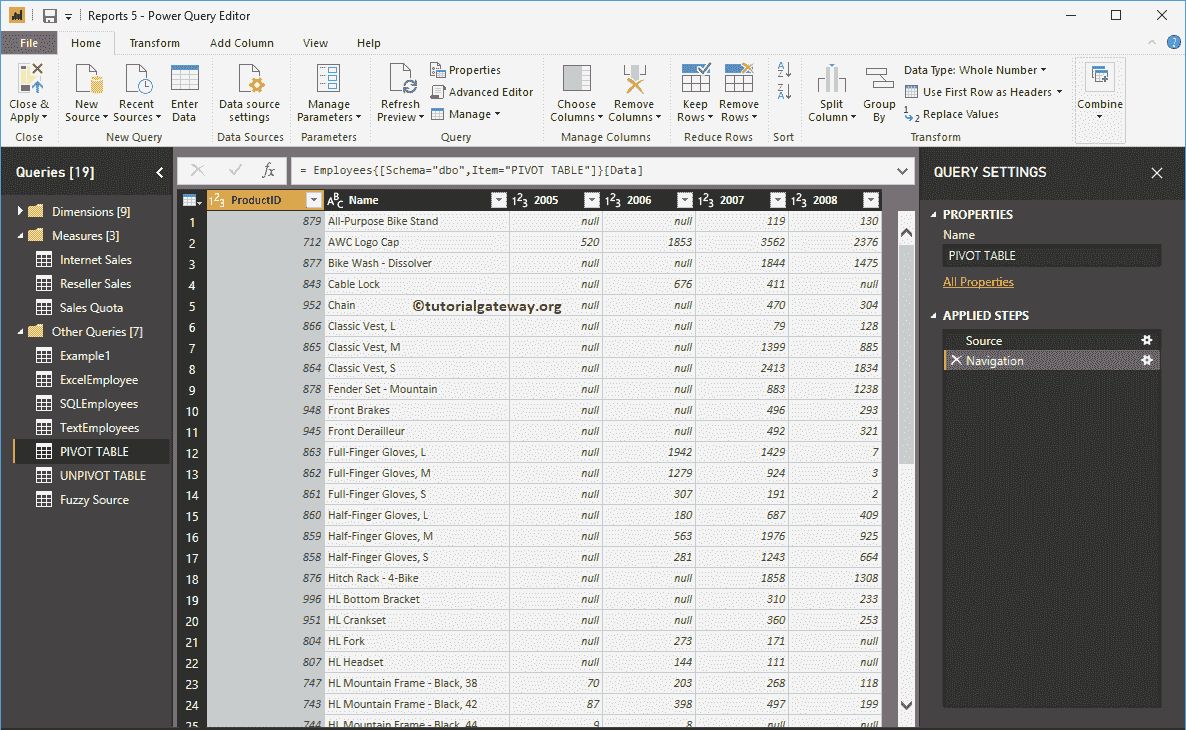 Reports 5 - Power Query Editor
File Home Transform Add Column View Help
Close & Apply
New Source
Recent Sources
Enter Data
Data source settings
Manage Parameters
Refresh Preview
Properties
Advanced Editor
Manage
Choose Columns
Remove Columns
Keep Rows
Remove Rows
Split Column
Group By
Data Type: Whole Number
Use First Row as Headers
Replace Values
Combine
Close New Query Data Sources Parameters Query Manage Columns Reduce Rows Sort Transform
Queries [19]
Dimensions [9]
Measures [3]
Internet Sales
Reseller Sales
Sales Quota
Other Queries [7]
Example1
ExcelEmployee
SQLEmployees
TextEmployees
PIVOT TABLE
UNPIVOT TABLE
Fuzzy Source
fx = Employees{[Schema="dbo",Item="PIVOT TABLE"]}[Data]
ProductID Name 2005 2006 2007 2008
1 879 All-Purpose Bike Stand null null 119 130
2 712 AWC Logo Cap 520 1853 3562 2376
3 877 Bike Wash - Dissolver null null 1844 1475
4 843 Cable Lock null 676 411 null
5 952 Chain null null 470 304
©tutorialgateway.org
6 866 Classic Vest, L null null 79 128
7 865 Classic Vest, M null null 1399 885
8 864 Classic Vest, S null null 2413 1834
9 878 Fender Set - Mountain null null 883 1238
10 948 Front Brakes null null 496 293
11 945 Front Derailleur null null 492 321
12 863 Full-Finger Gloves, L null 1942 1429 7
13 862 Full-Finger Gloves, M null 1279 924 3
14 861 Full-Finger Gloves, S null 307 191 2
15 860 Half-Finger Gloves, L null 180 687 409
16 859 Half-Finger Gloves, M null 563 1976 925
17 858 Half-Finger Gloves, S null 281 1243 664
18 876 Hitch Rack - 4-Bike null null 1858 1308
19 996 HL Bottom Bracket null null 310 233
20 951 HL Crankset null null 360 253
21 804 HL Fork null 273 171 null
22 807 HL Headset null 144 111 null
23 747 HL Mountain Frame - Black, 38 70 203 268 118
24 743 HL Mountain Frame - Black, 42 87 398 497 199
25 744 HL Mountain Frame - Black, 44 9 8 null null
QUERY SETTINGS
PROPERTIES
Name
PIVOT TABLE
All Properties
APPLIED STEPS
Source
Navigation